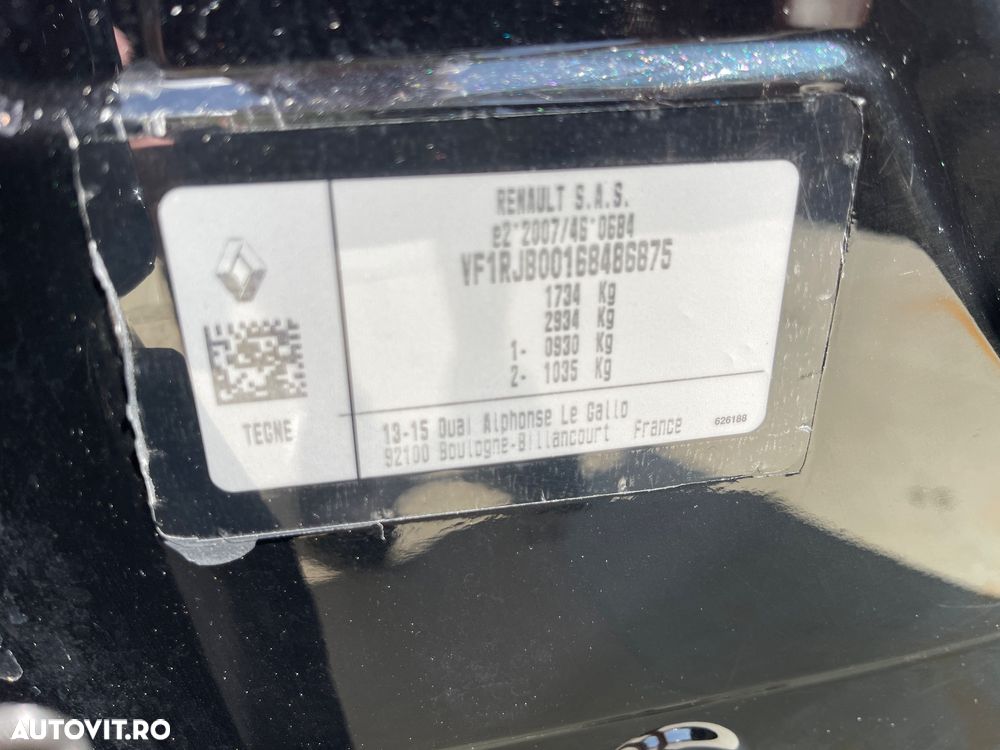 RENAULT S.A.S.
e2*2007/46*0684
VF1RJB00168486875
1734 Kg
2934 Kg
1- 0930 Kg
2- 1035 Kg
TEGNE
13-15 Quai Alphonse Le Gallo
92100 Boulogne-Billancourt France
626188
AUTOVIT.RO